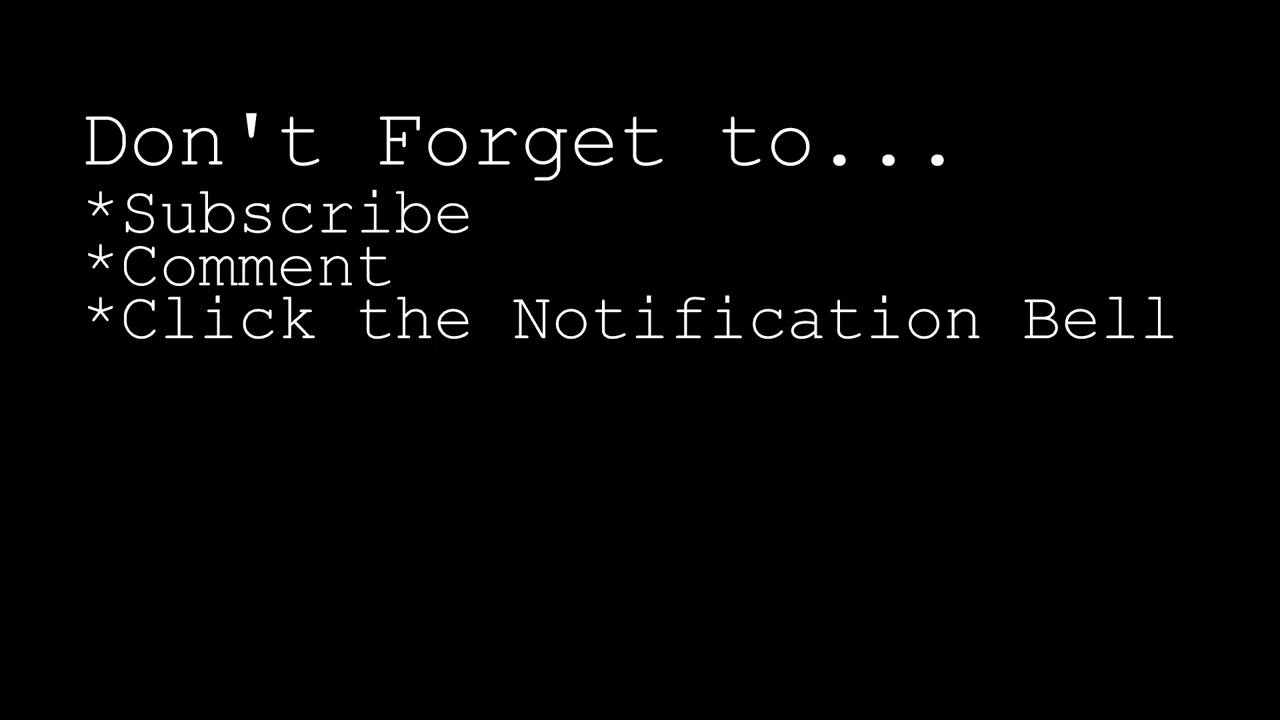 Don't Forget to...
*Subscribe
*Comment
*Click the Notification Bell